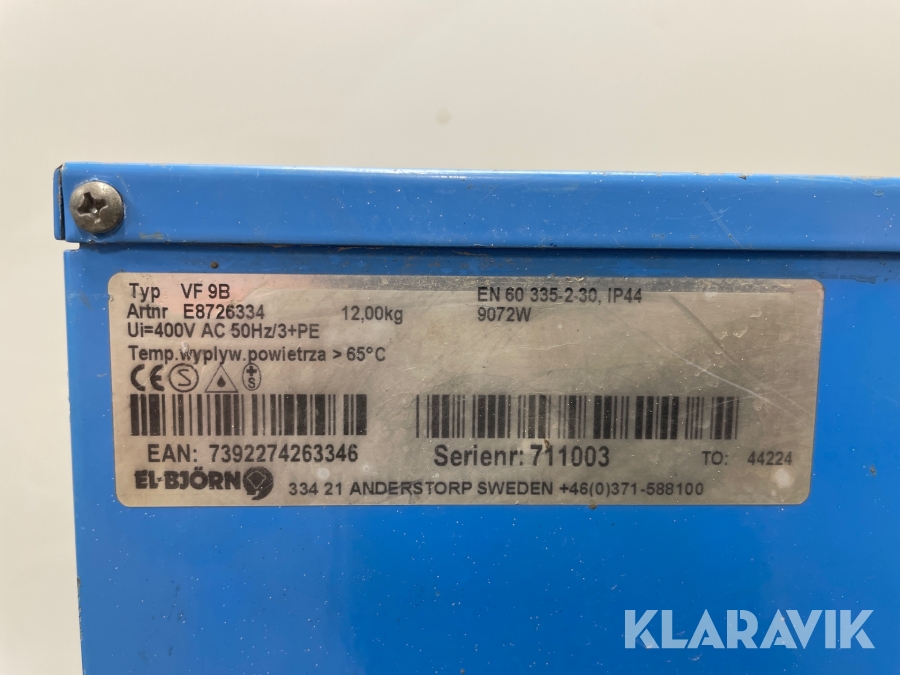 Typ VF 9B
Artnr E8726334 12,00kg
Ui=400V AC 50Hz/3+PE
EN 60 335-2-30, IP44
9072W
Temp.wyplyw.powietrza > 65°C
CE S S
EAN: 7392274263346
Serienr: 711003
TO: 44224
EL-BJÖRN
334 21 ANDERSTORP SWEDEN +46(0)371-588100
KLARAVIK